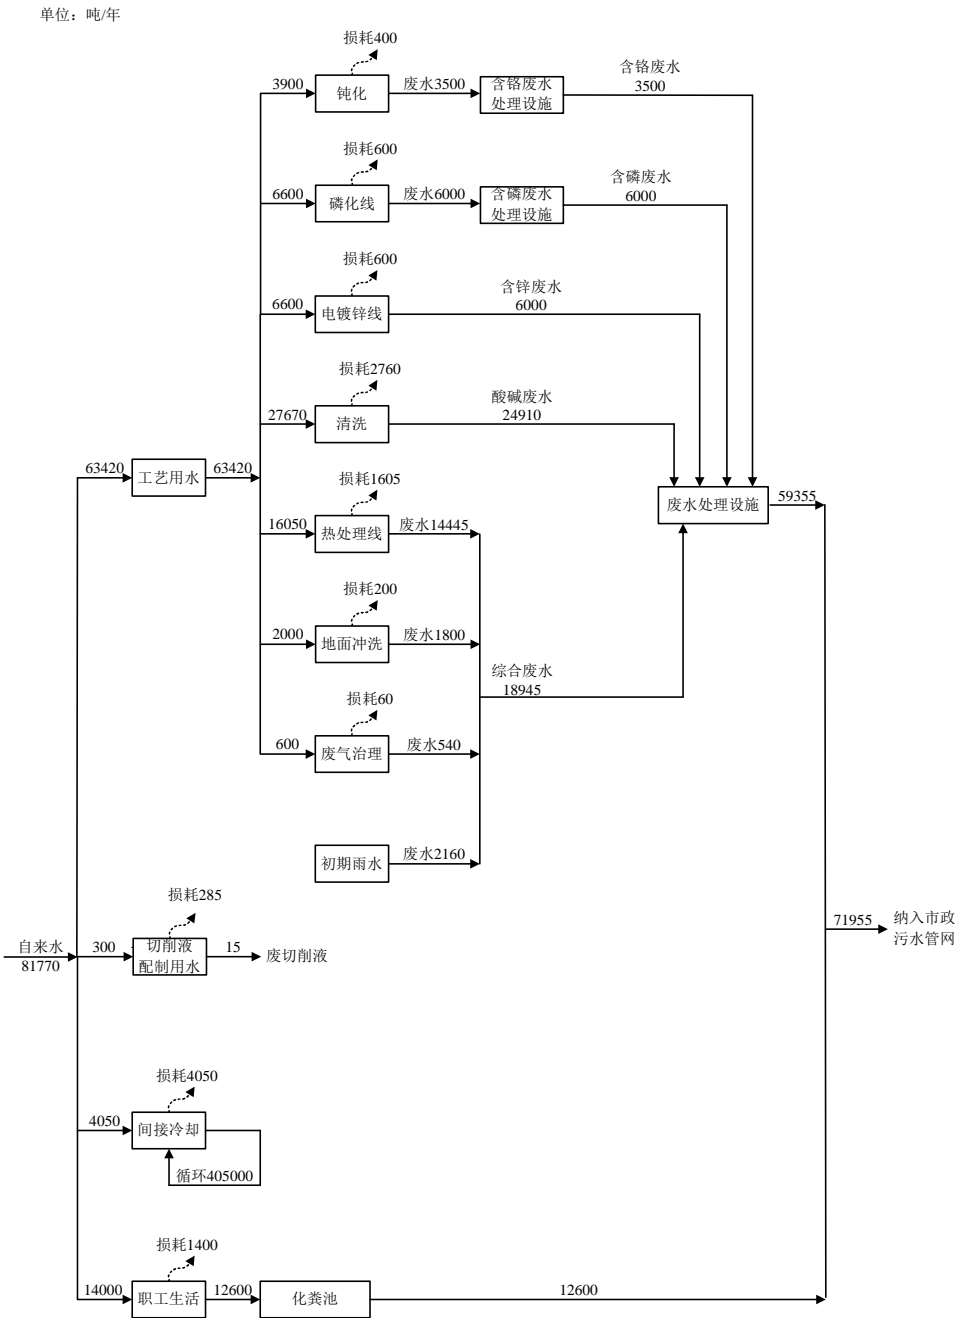 单位：吨/年
损耗400
3900
钝化
废水3500
含铬废水
处理设施
含铬废水
3500
损耗600
6600
磷化线
废水6000
含磷废水
处理设施
含磷废水
6000
损耗600
6600
电镀锌线
含锌废水
6000
损耗2760
27670
清洗
酸碱废水
24910
63420
工艺用水
63420
损耗1605
16050
热处理线
废水14445
废水处理设施
59355
损耗200
2000
地面冲洗
废水1800
综合废水
18945
损耗60
600
废气治理
废水540
初期雨水
废水2160
自来水
81770
损耗285
300
切削液
配制用水
15
废切削液
71955
纳入市政
污水管网
损耗4050
4050
间接冷却
循环405000
损耗1400
14000
职工生活
12600
化粪池
12600